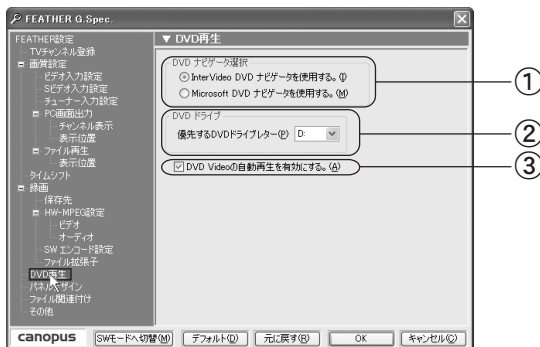 FEATHER G.Spec.
FEATHER設定
TVチャンネル登録
画質設定
ビデオ入力設定
Sビデオ入力設定
チューナー入力設定
PC画面出力
チャンネル表示
表示位置
ファイル再生
表示位置
タイムシフト
録画
保存先
HW-MPEG設定
ビデオ
オーディオ
SW エンコード設定
ファイル拡張子
DVD再生
パネルデザイン
ファイル関連付け
その他
▼ DVD再生
DVD ナビゲータ選択
InterVideo DVD ナビゲータを使用する。(I)
Microsoft DVD ナビゲータを使用する。(M)
①
DVD ドライブ
優先するDVDドライブレター(P) D:
②
DVD Videoの自動再生を有効にする。(A)
③
canopus SWモードへ切替(M) デフォルト(D) 元に戻す(R) OK キャンセル(C)